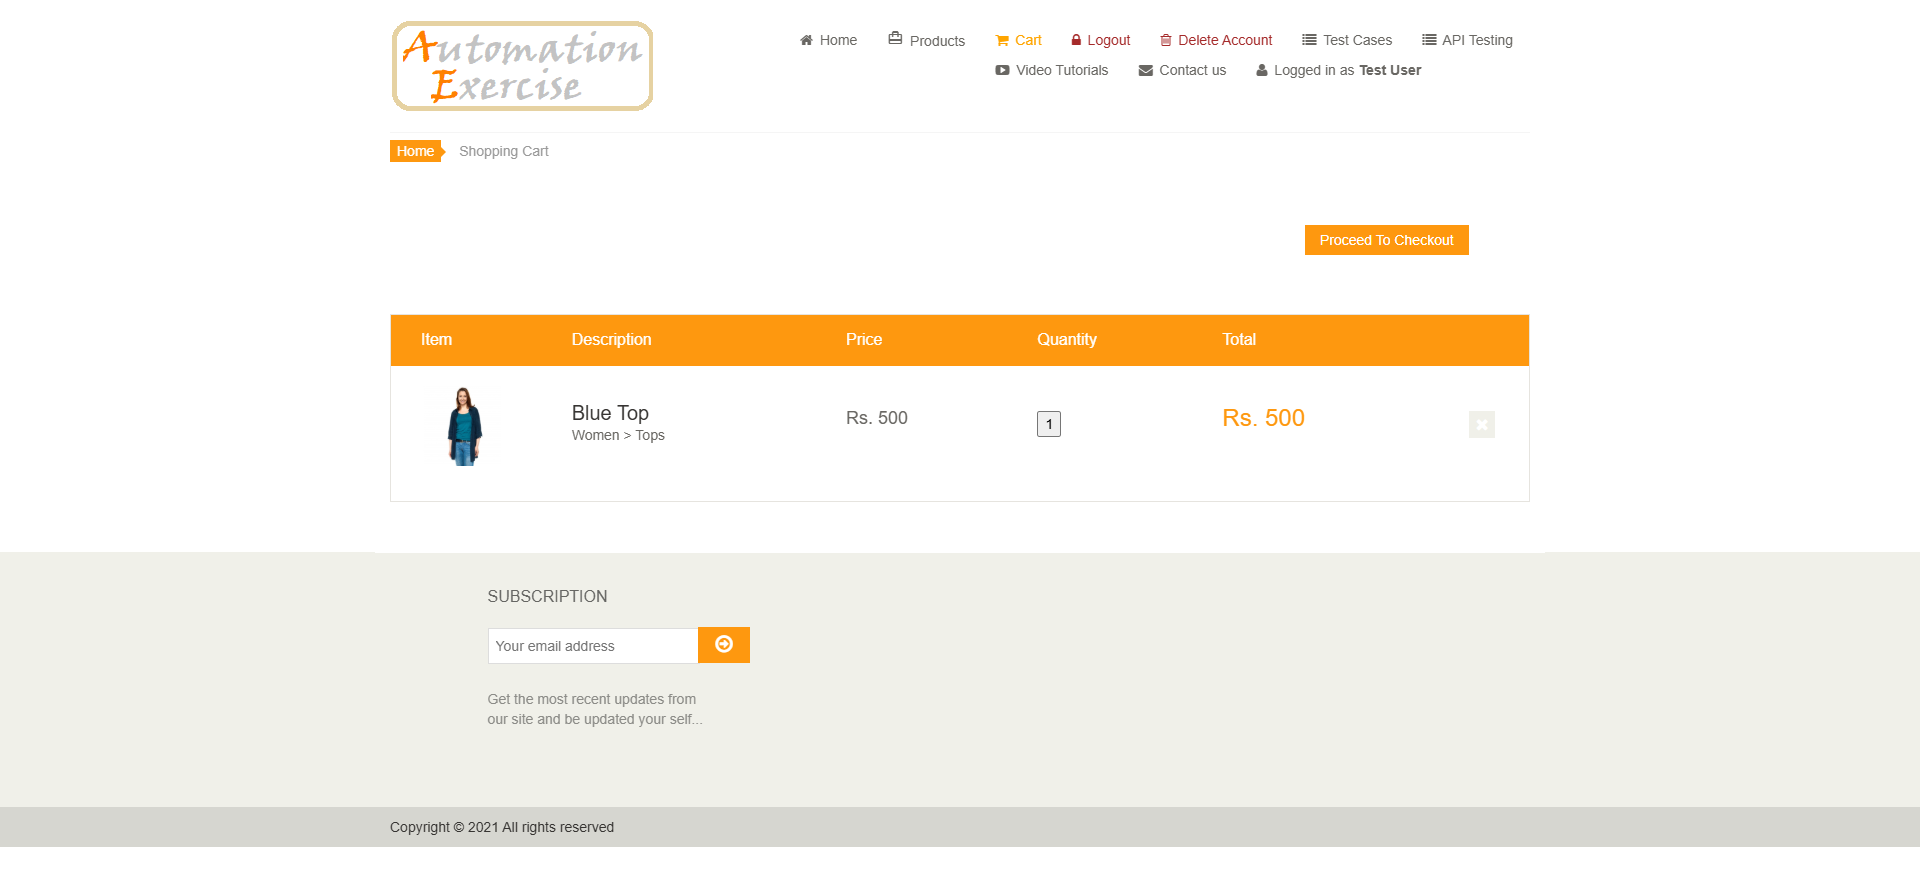 Automation
Exercise
Home Products Cart Logout Delete Account Test Cases API Testing
Video Tutorials Contact us Logged in as Test User
Home Shopping Cart
Proceed To Checkout
Item Description Price Quantity Total
Blue Top Rs. 500 1 Rs. 500
Women > Tops
SUBSCRIPTION
Your email address
Get the most recent updates from
our site and be updated your self...
Copyright © 2021 All rights reserved